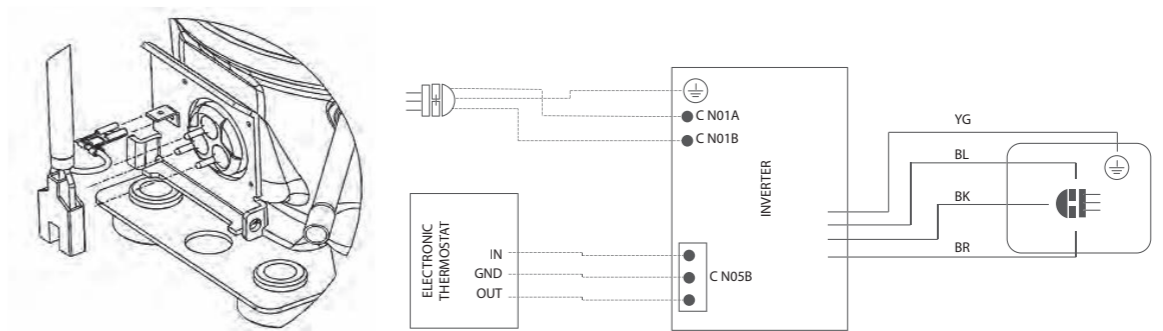 C N01A
C N01B
INVERTER
YG
BL
BK
BR
ELECTRONIC
THERMOSTAT
IN
GND
OUT
C N05B